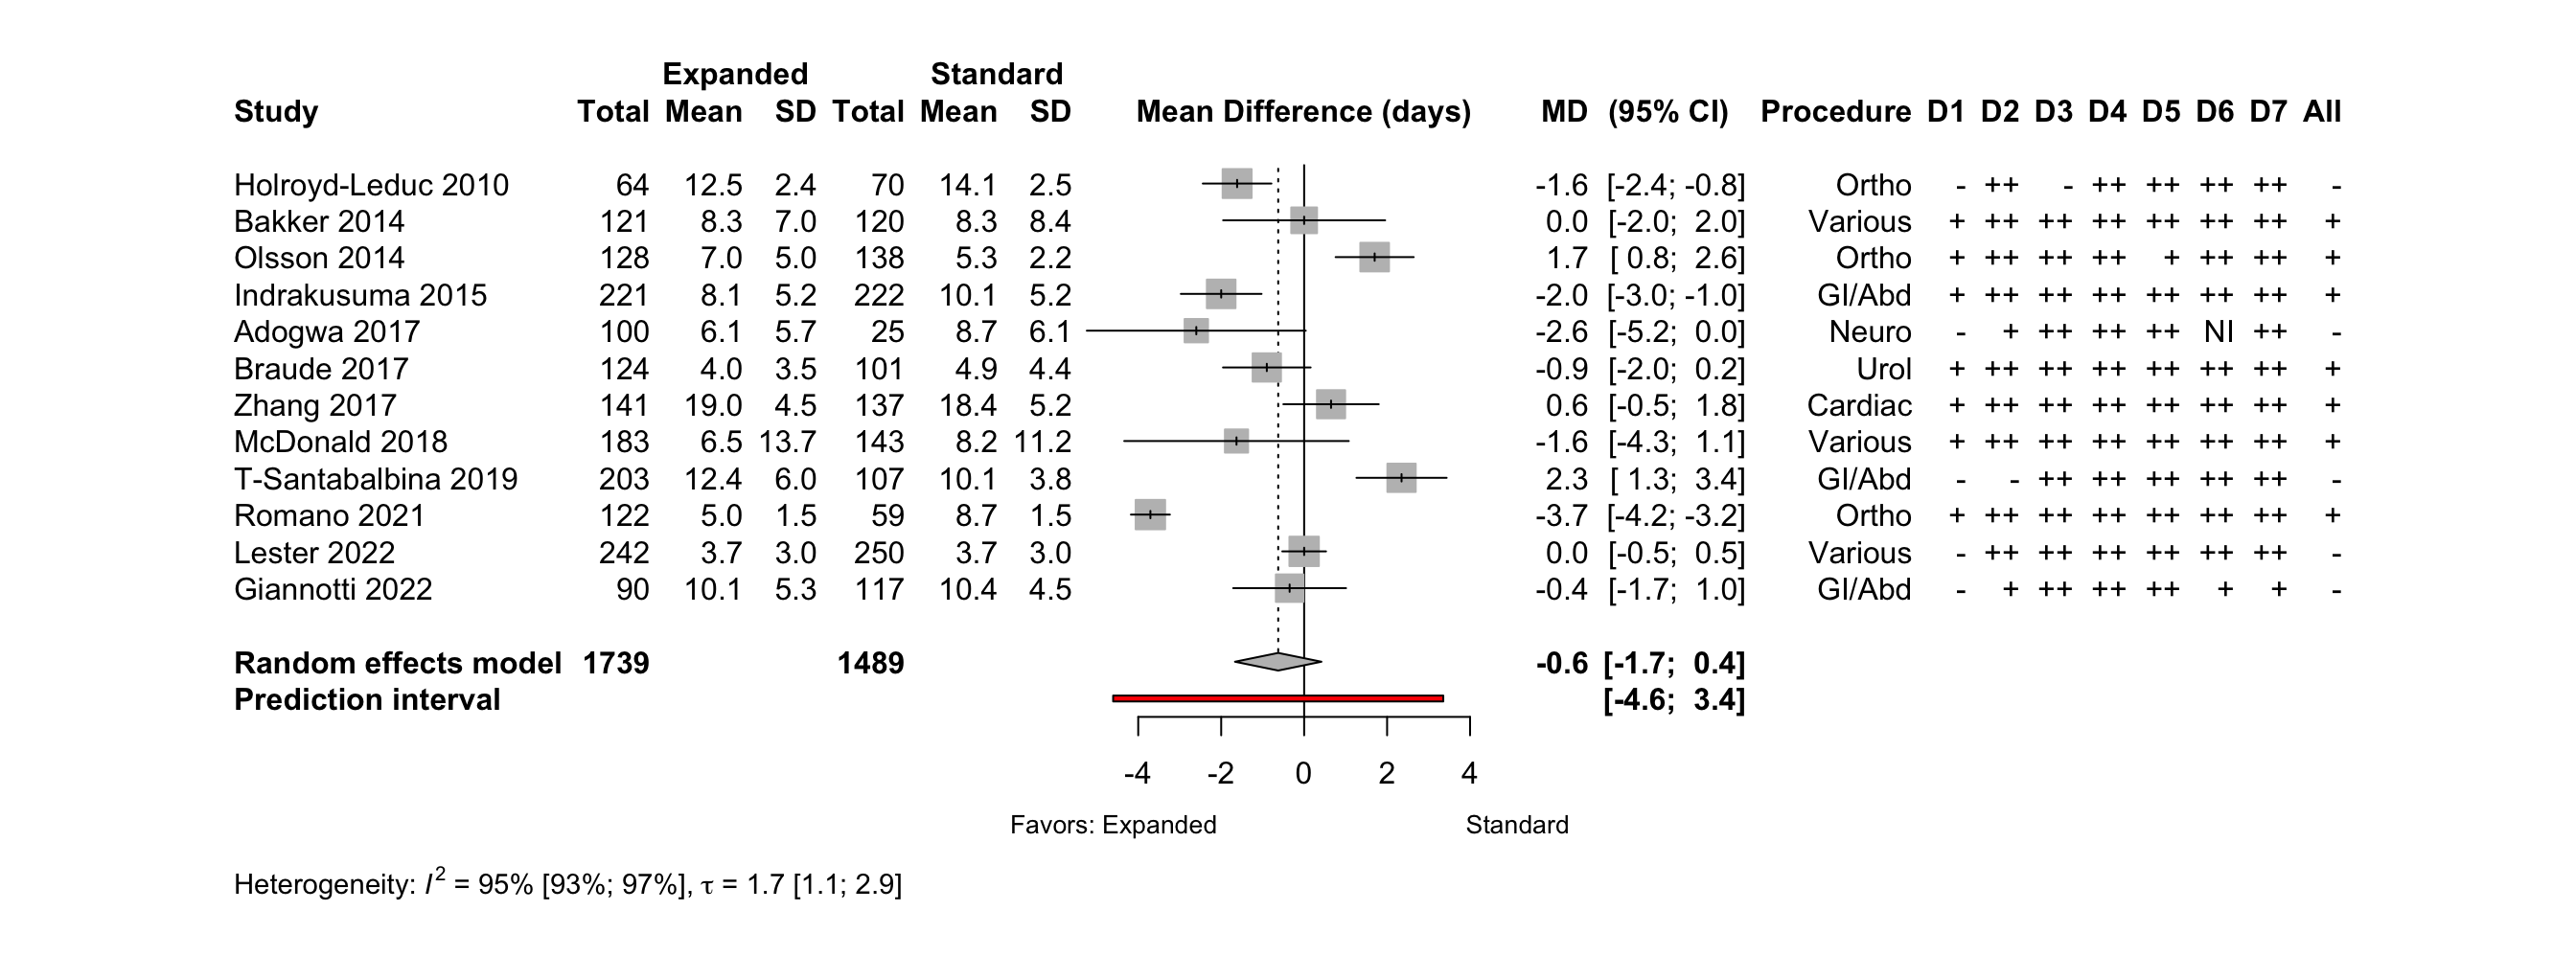 Expanded Standard
Study Total Mean SD Total Mean SD Mean Difference (days) MD (95% CI) Procedure D1 D2 D3 D4 D5 D6 D7 All
Holroyd-Leduc 2010 64 12.5 2.4 70 14.1 2.5 -1.6 [-2.4; -0.8] Ortho - ++ - ++ ++ ++ ++ -
Bakker 2014 121 8.3 7.0 120 8.3 8.4 0.0 [-2.0; 2.0] Various + ++ ++ ++ ++ ++ ++ +
Olsson 2014 128 7.0 5.0 138 5.3 2.2 1.7 [ 0.8; 2.6] Ortho + ++ ++ ++ + ++ ++ +
Indrakusuma 2015 221 8.1 5.2 222 10.1 5.2 -2.0 [-3.0; -1.0] GI/Abd + ++ ++ ++ ++ ++ ++ +
Adogwa 2017 100 6.1 5.7 25 8.7 6.1 -2.6 [-5.2; 0.0] Neuro - + ++ ++ ++ NI ++ -
Braude 2017 124 4.0 3.5 101 4.9 4.4 -0.9 [-2.0; 0.2] Urol + ++ ++ ++ ++ ++ ++ +
Zhang 2017 141 19.0 4.5 137 18.4 5.2 0.6 [-0.5; 1.8] Cardiac + ++ ++ ++ ++ ++ ++ +
McDonald 2018 183 6.5 13.7 143 8.2 11.2 -1.6 [-4.3; 1.1] Various + ++ ++ ++ ++ ++ ++ +
T-Santabalbina 2019 203 12.4 6.0 107 10.1 3.8 2.3 [ 1.3; 3.4] GI/Abd - - ++ ++ ++ ++ ++ -
Romano 2021 122 5.0 1.5 59 8.7 1.5 -3.7 [-4.2; -3.2] Ortho + ++ ++ ++ ++ ++ ++ +
Lester 2022 242 3.7 3.0 250 3.7 3.0 0.0 [-0.5; 0.5] Various - ++ ++ ++ ++ ++ ++ -
Giannotti 2022 90 10.1 5.3 117 10.4 4.5 -0.4 [-1.7; 1.0] GI/Abd - + ++ ++ ++ + + -
Random effects model 1739 1489 -0.6 [-1.7; 0.4]
Prediction interval [-4.6; 3.4]
-4 -2 0 2 4
Favors: Expanded Standard
Heterogeneity: I² = 95% [93%; 97%], τ = 1.7 [1.1; 2.9]